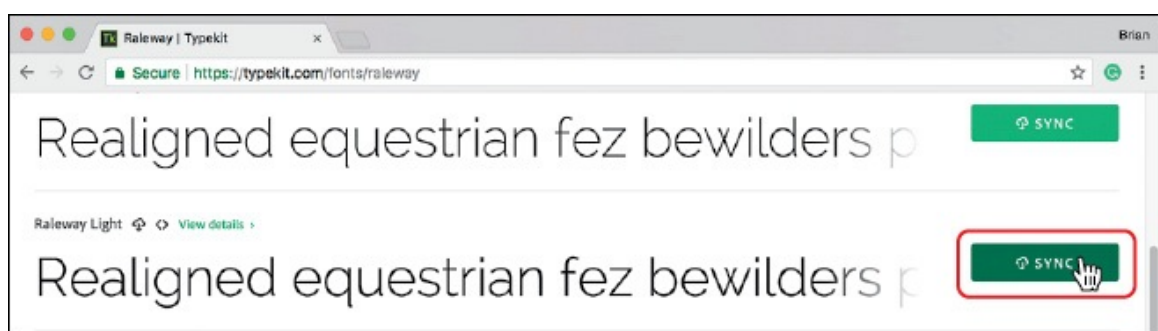 Raleway | Typekit
Brian
Secure https://typekit.com/fonts/raleway
Realigned equestrian fez bewilders p
SYNC
Raleway Light View details ›
Realigned equestrian fez bewilders p
SYNC